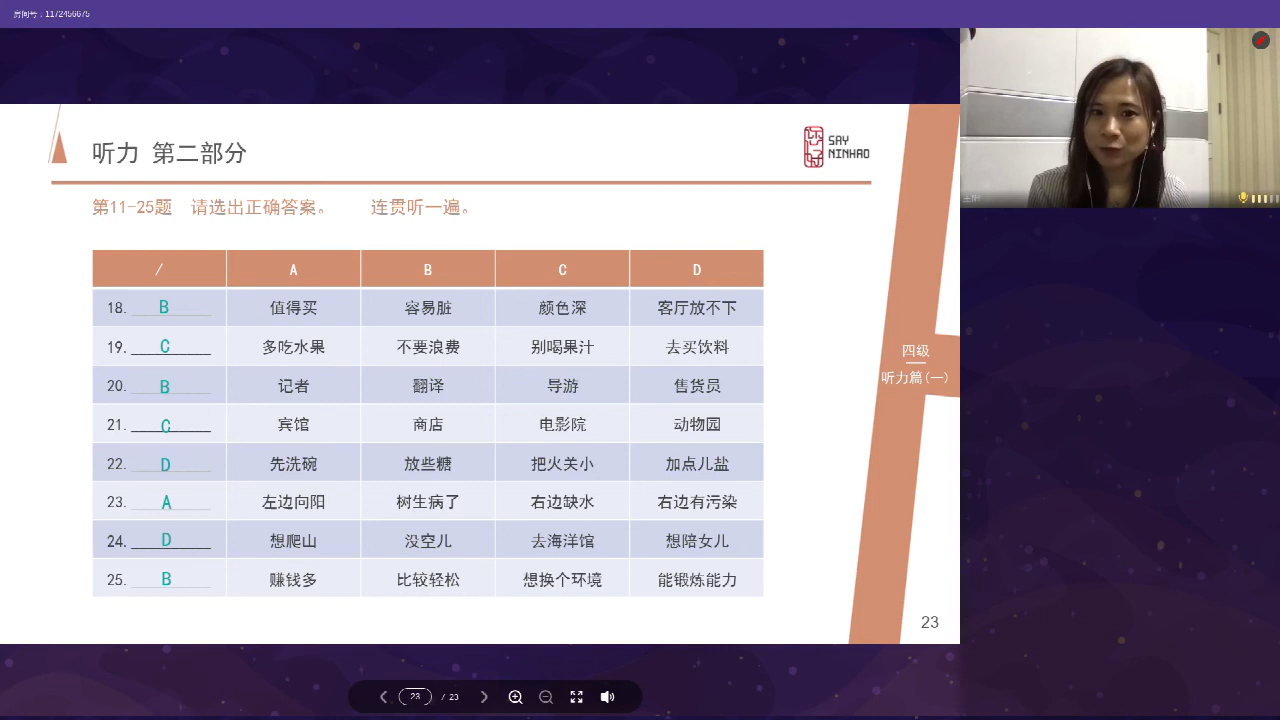 房间号：1172456675
听力 第二部分
SAY
NINHAO
第11-25题 请选出正确答案。 连贯听一遍。
/ A B C D
18. B 值得买 容易脏 颜色深 客厅放不下
19. C 多吃水果 不要浪费 别喝果汁 去买饮料
20. B 记者 翻译 导游 售货员
21. C 宾馆 商店 电影院 动物园
22. D 先洗碗 放些糖 把火关小 加点儿盐
23. A 左边向阳 树生病了 右边缺水 右边有污染
24. D 想爬山 没空儿 去海洋馆 想陪女儿
25. B 赚钱多 比较轻松 想换个环境 能锻炼能力
四级
听力篇(一)
23
23 / 23